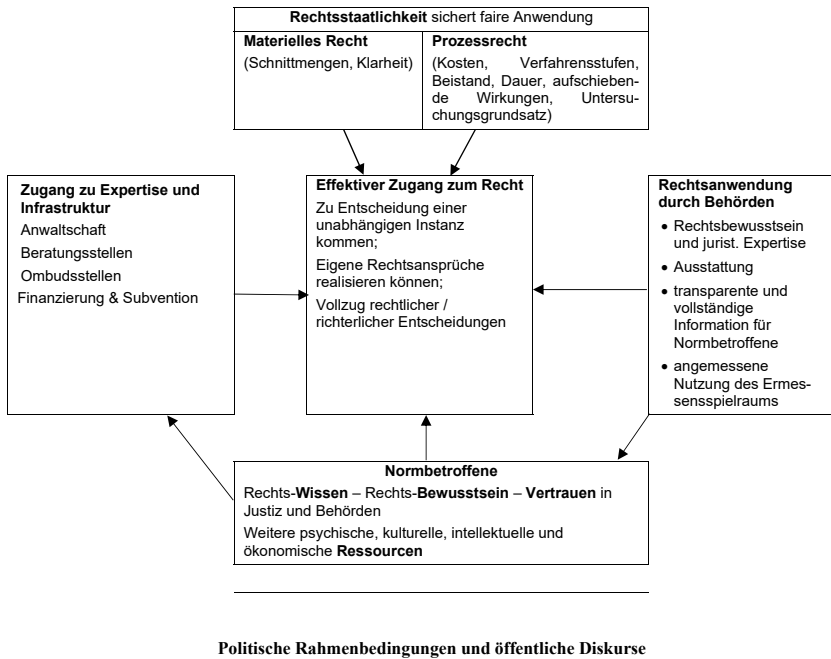 Rechtsstaatlichkeit sichert faire Anwendung
Materielles Recht
(Schnittmengen, Klarheit)
Prozessrecht
(Kosten, Verfahrensstufen,
Beistand, Dauer, aufschieben-
de Wirkungen, Untersu-
chungsgrundsatz)
Zugang zu Expertise und
Infrastruktur
Anwaltschaft
Beratungsstellen
Ombudsstellen
Finanzierung & Subvention
Effektiver Zugang zum Recht
Zu Entscheidung einer
unabhängigen Instanz
kommen;
Eigene Rechtsansprüche
realisieren können;
Vollzug rechtlicher /
richterlicher Entscheidungen
Rechtsanwendung
durch Behörden
• Rechtsbewusstsein
und jurist. Expertise
• Ausstattung
• transparente und
vollständige
Information für
Normbetroffene
• angemessene
Nutzung des Ermes-
sensspielraums
Normbetroffene
Rechts-Wissen – Rechts-Bewusstsein – Vertrauen in
Justiz und Behörden
Weitere psychische, kulturelle, intellektuelle und
ökonomische Ressourcen
Politische Rahmenbedingungen und öffentliche Diskurse